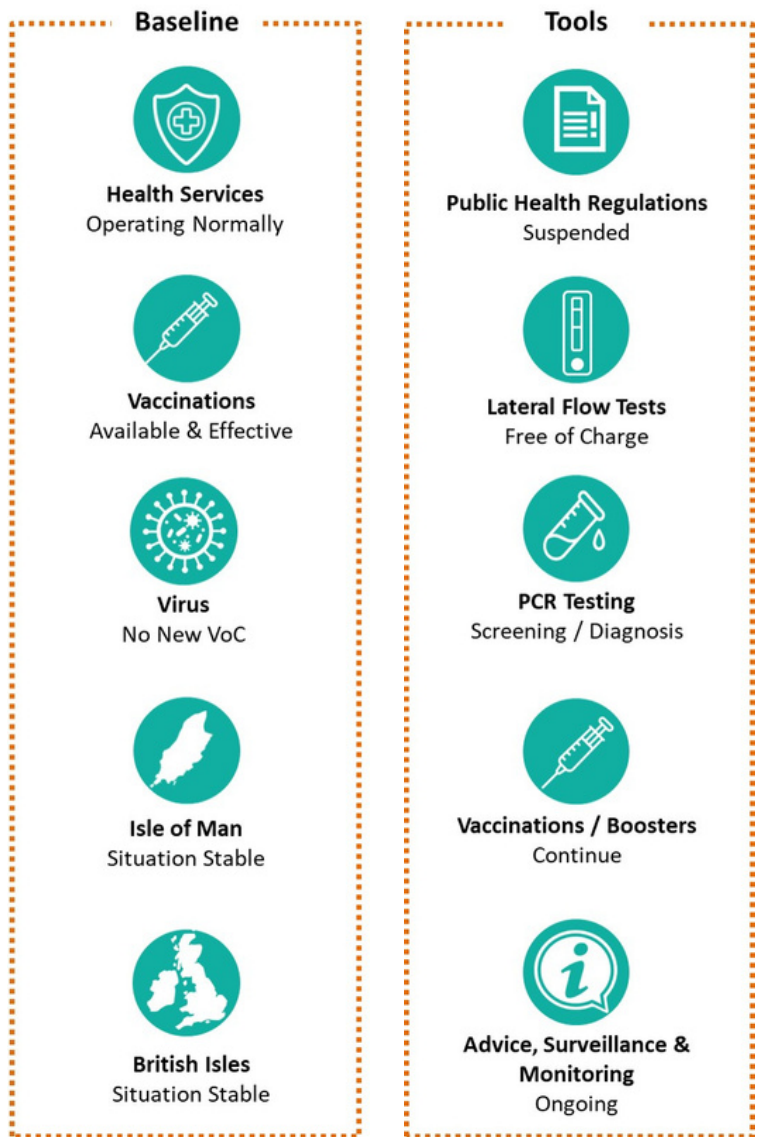 Baseline
Health Services
Operating Normally
Vaccinations
Available & Effective
Virus
No New VoC
Isle of Man
Situation Stable
British Isles
Situation Stable
Tools
Public Health Regulations
Suspended
Lateral Flow Tests
Free of Charge
PCR Testing
Screening / Diagnosis
Vaccinations / Boosters
Continue
Advice, Surveillance &
Monitoring
Ongoing